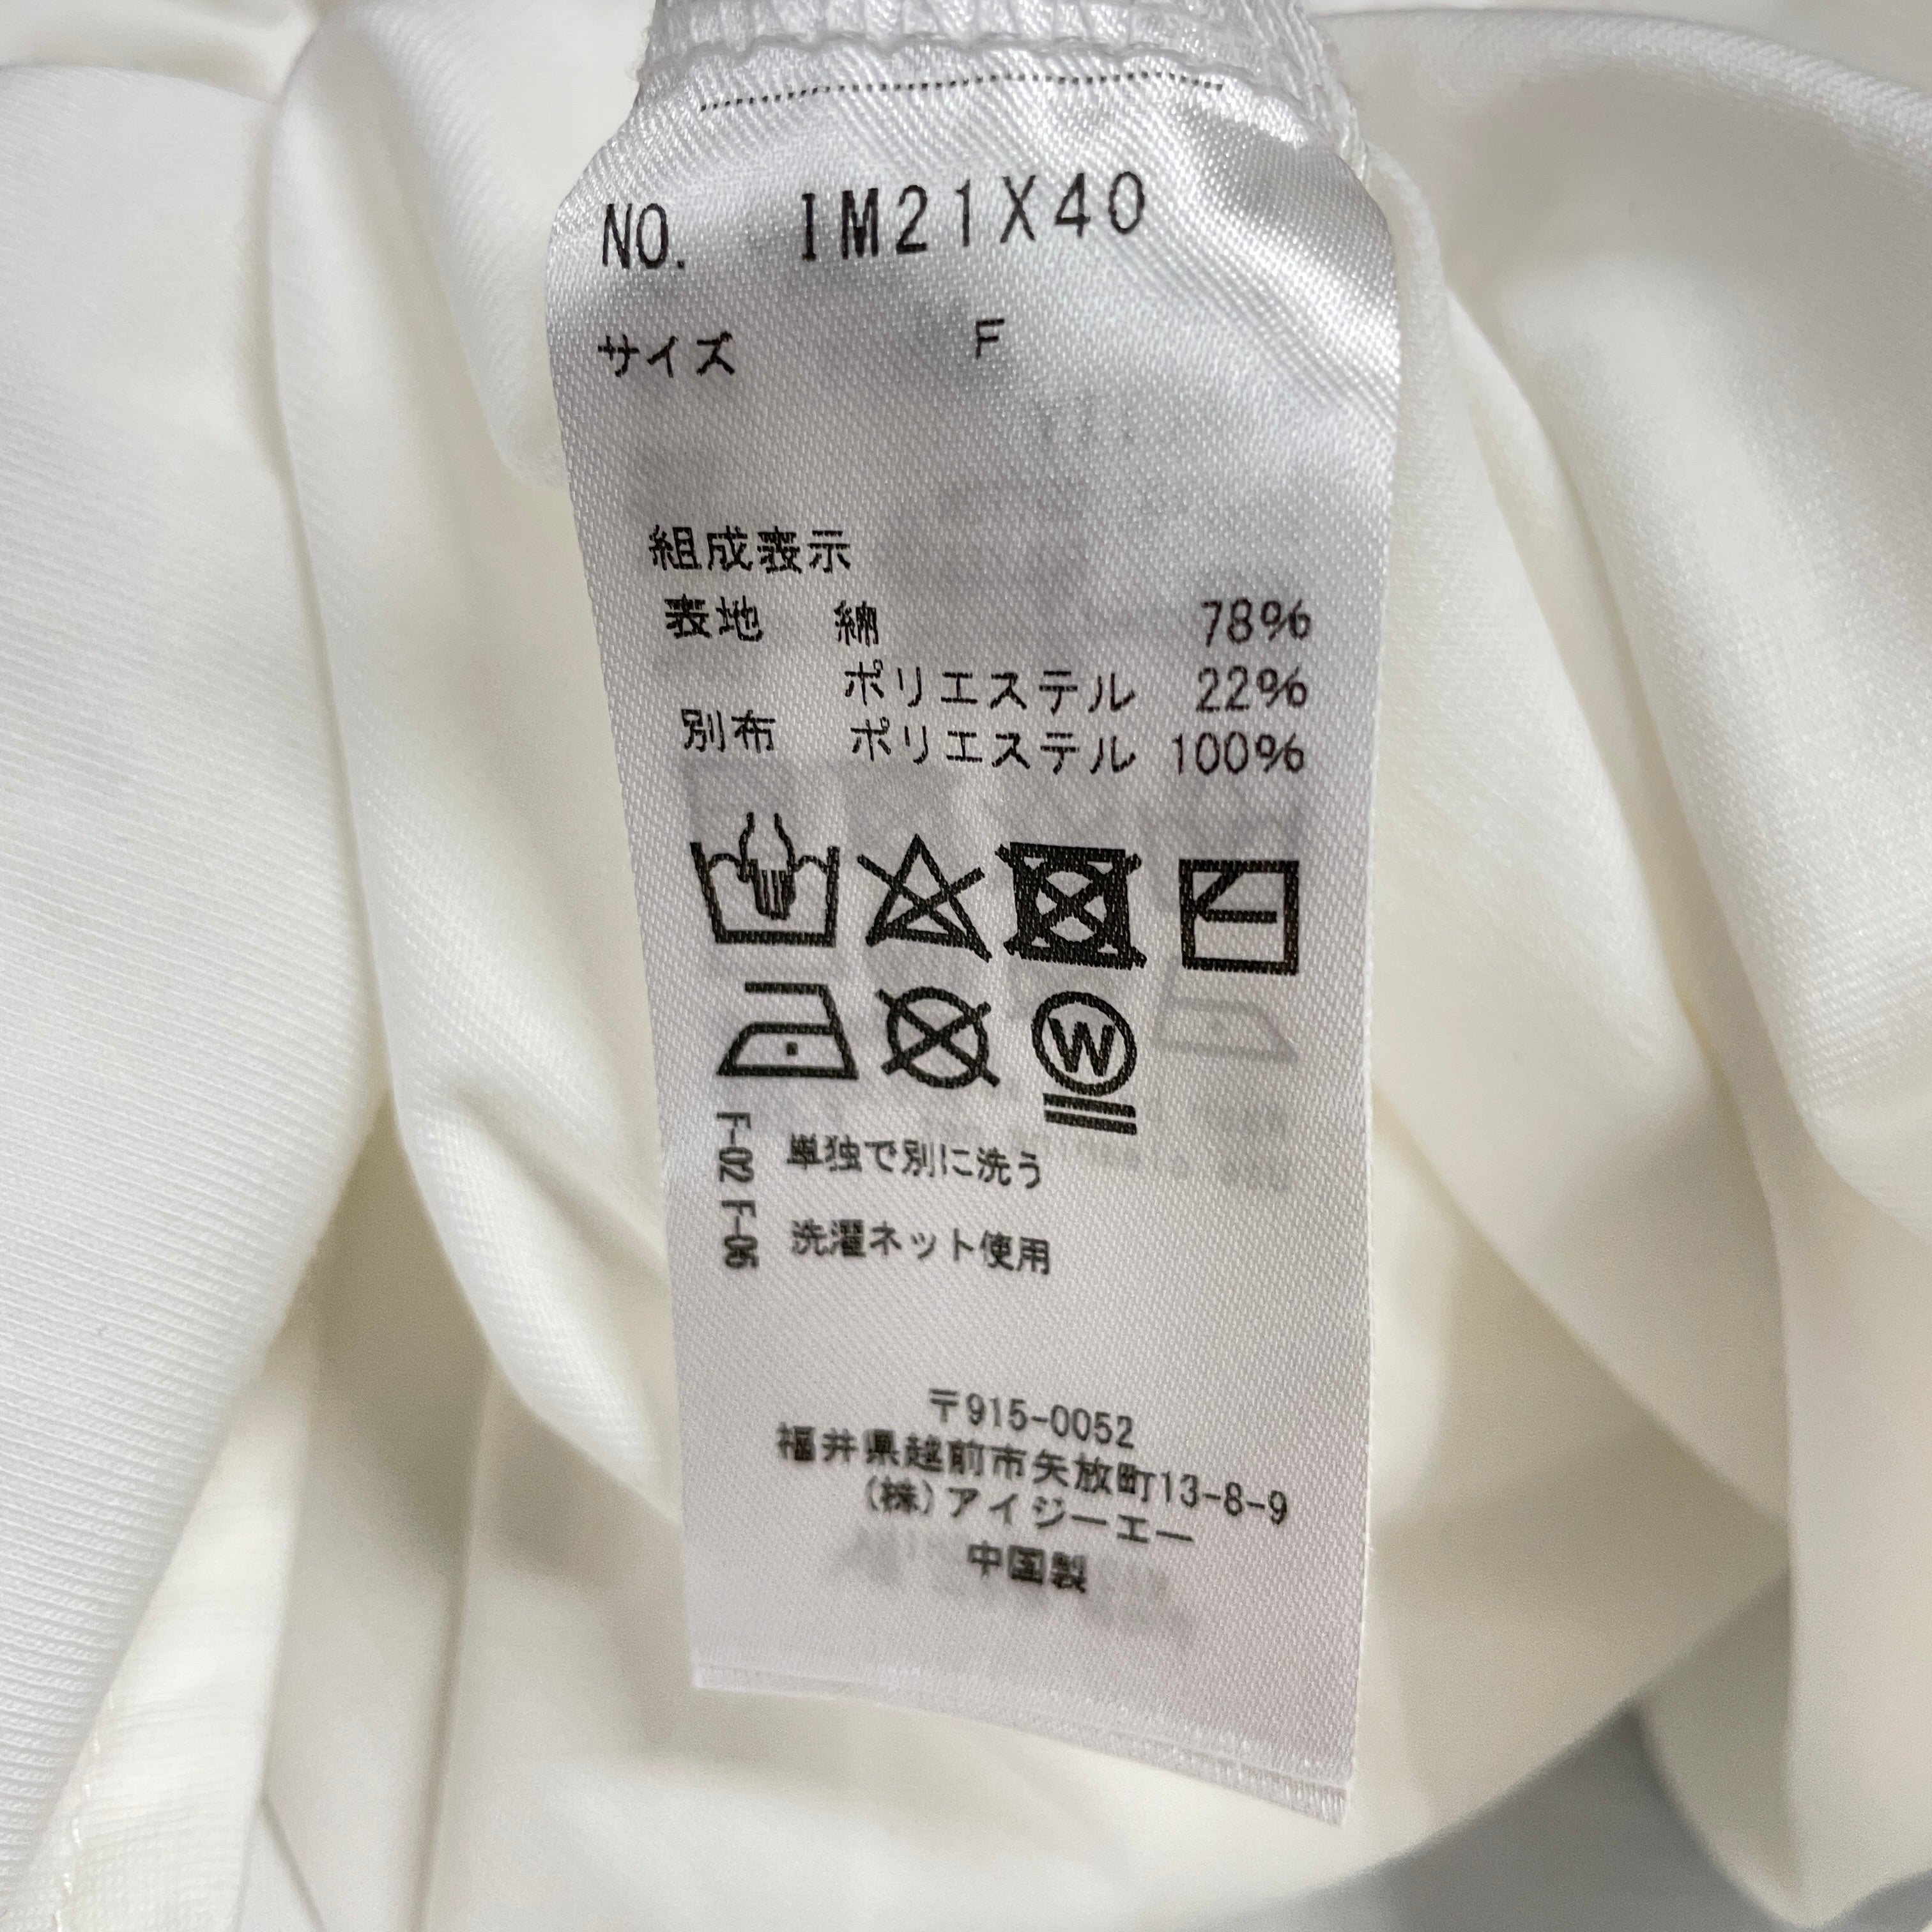 NO. IM21X40
サイズ F
組成表示
表地 綿 78%
ポリエステル 22%
別布 ポリエステル 100%
W
F-02 単独で別に洗う
F-06 洗濯ネット使用
〒915-0052
福井県越前市矢放町13-8-9
(株)アイジーエー
中国製